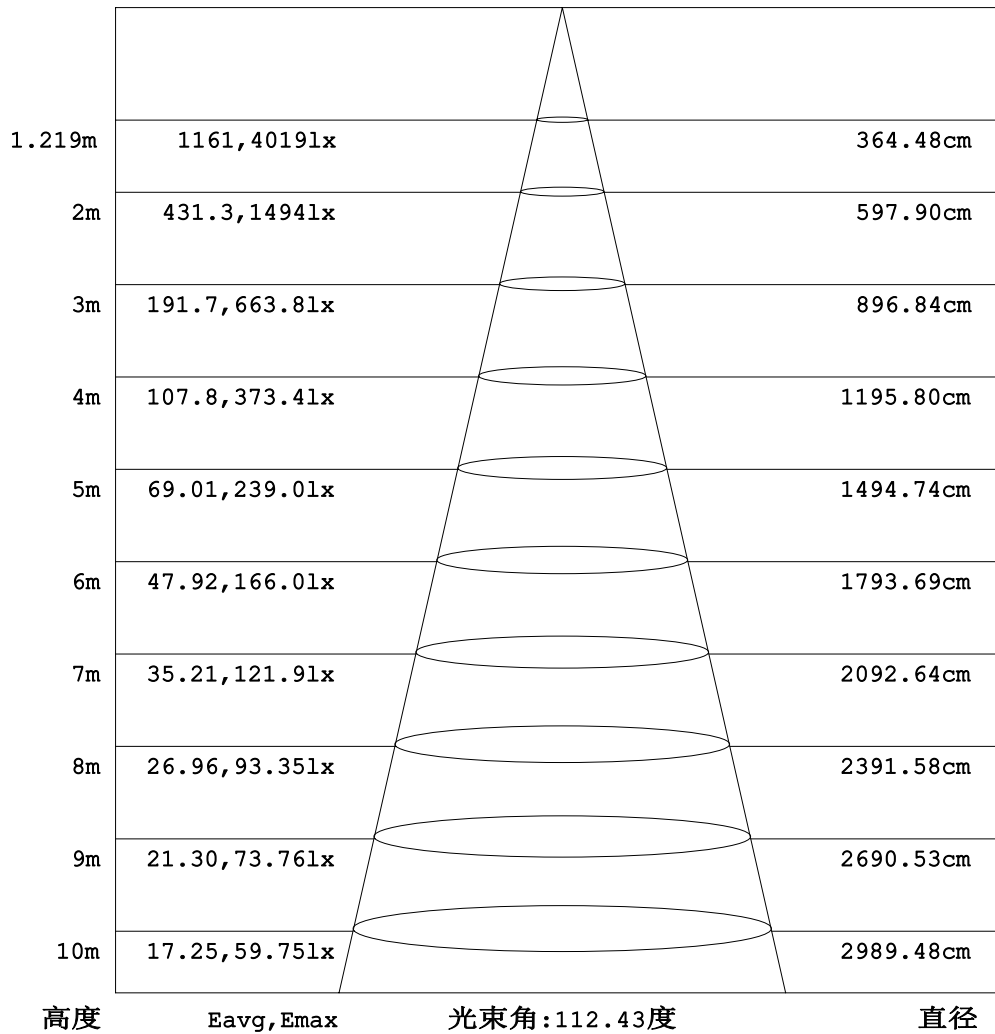 1.219m 1161,4019lx 364.48cm
2m 431.3,1494lx 597.90cm
3m 191.7,663.8lx 896.84cm
4m 107.8,373.4lx 1195.80cm
5m 69.01,239.0lx 1494.74cm
6m 47.92,166.0lx 1793.69cm
7m 35.21,121.9lx 2092.64cm
8m 26.96,93.35lx 2391.58cm
9m 21.30,73.76lx 2690.53cm
10m 17.25,59.75lx 2989.48cm
高度 Eavg,Emax 光束角:112.43度 直径